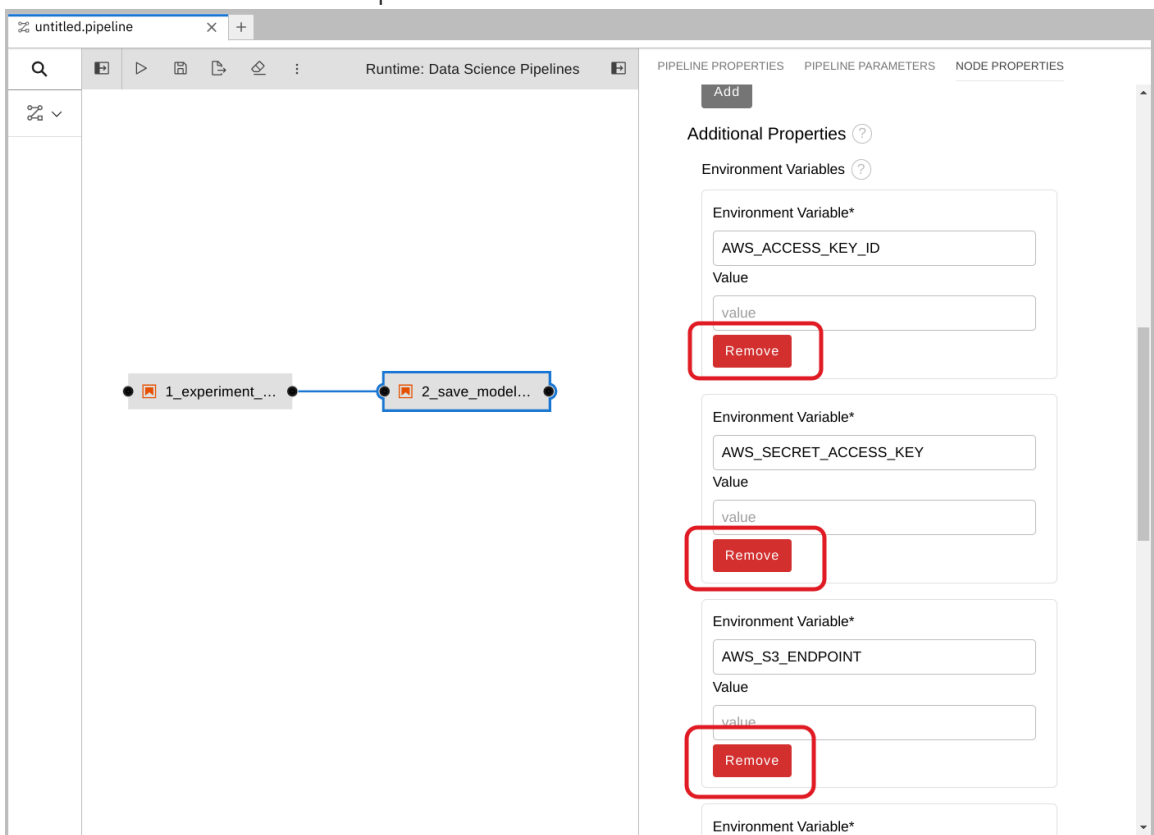 untitled.pipeline
Runtime: Data Science Pipelines
PIPELINE PROPERTIES PIPELINE PARAMETERS NODE PROPERTIES
Add
Additional Properties ?
Environment Variables ?
Environment Variable*
AWS_ACCESS_KEY_ID
Value
value
Remove
1_experiment_...
2_save_model...
Environment Variable*
AWS_SECRET_ACCESS_KEY
Value
value
Remove
Environment Variable*
AWS_S3_ENDPOINT
Value
value
Remove
Environment Variable*